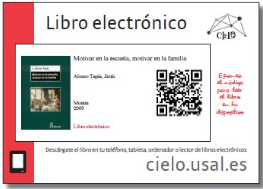 Libro electrónico
CIELO
Motivar en la escuela, motivar en la familia
Alonso Tapia, Jesús
Morata
2005
Libro electrónico
Escanea
el código
para leer
el libro
en tu
dispositivo
Descárgate el libro en tu teléfono, tableta, ordenador o lector de libros electrónicos
cielo.usal.es